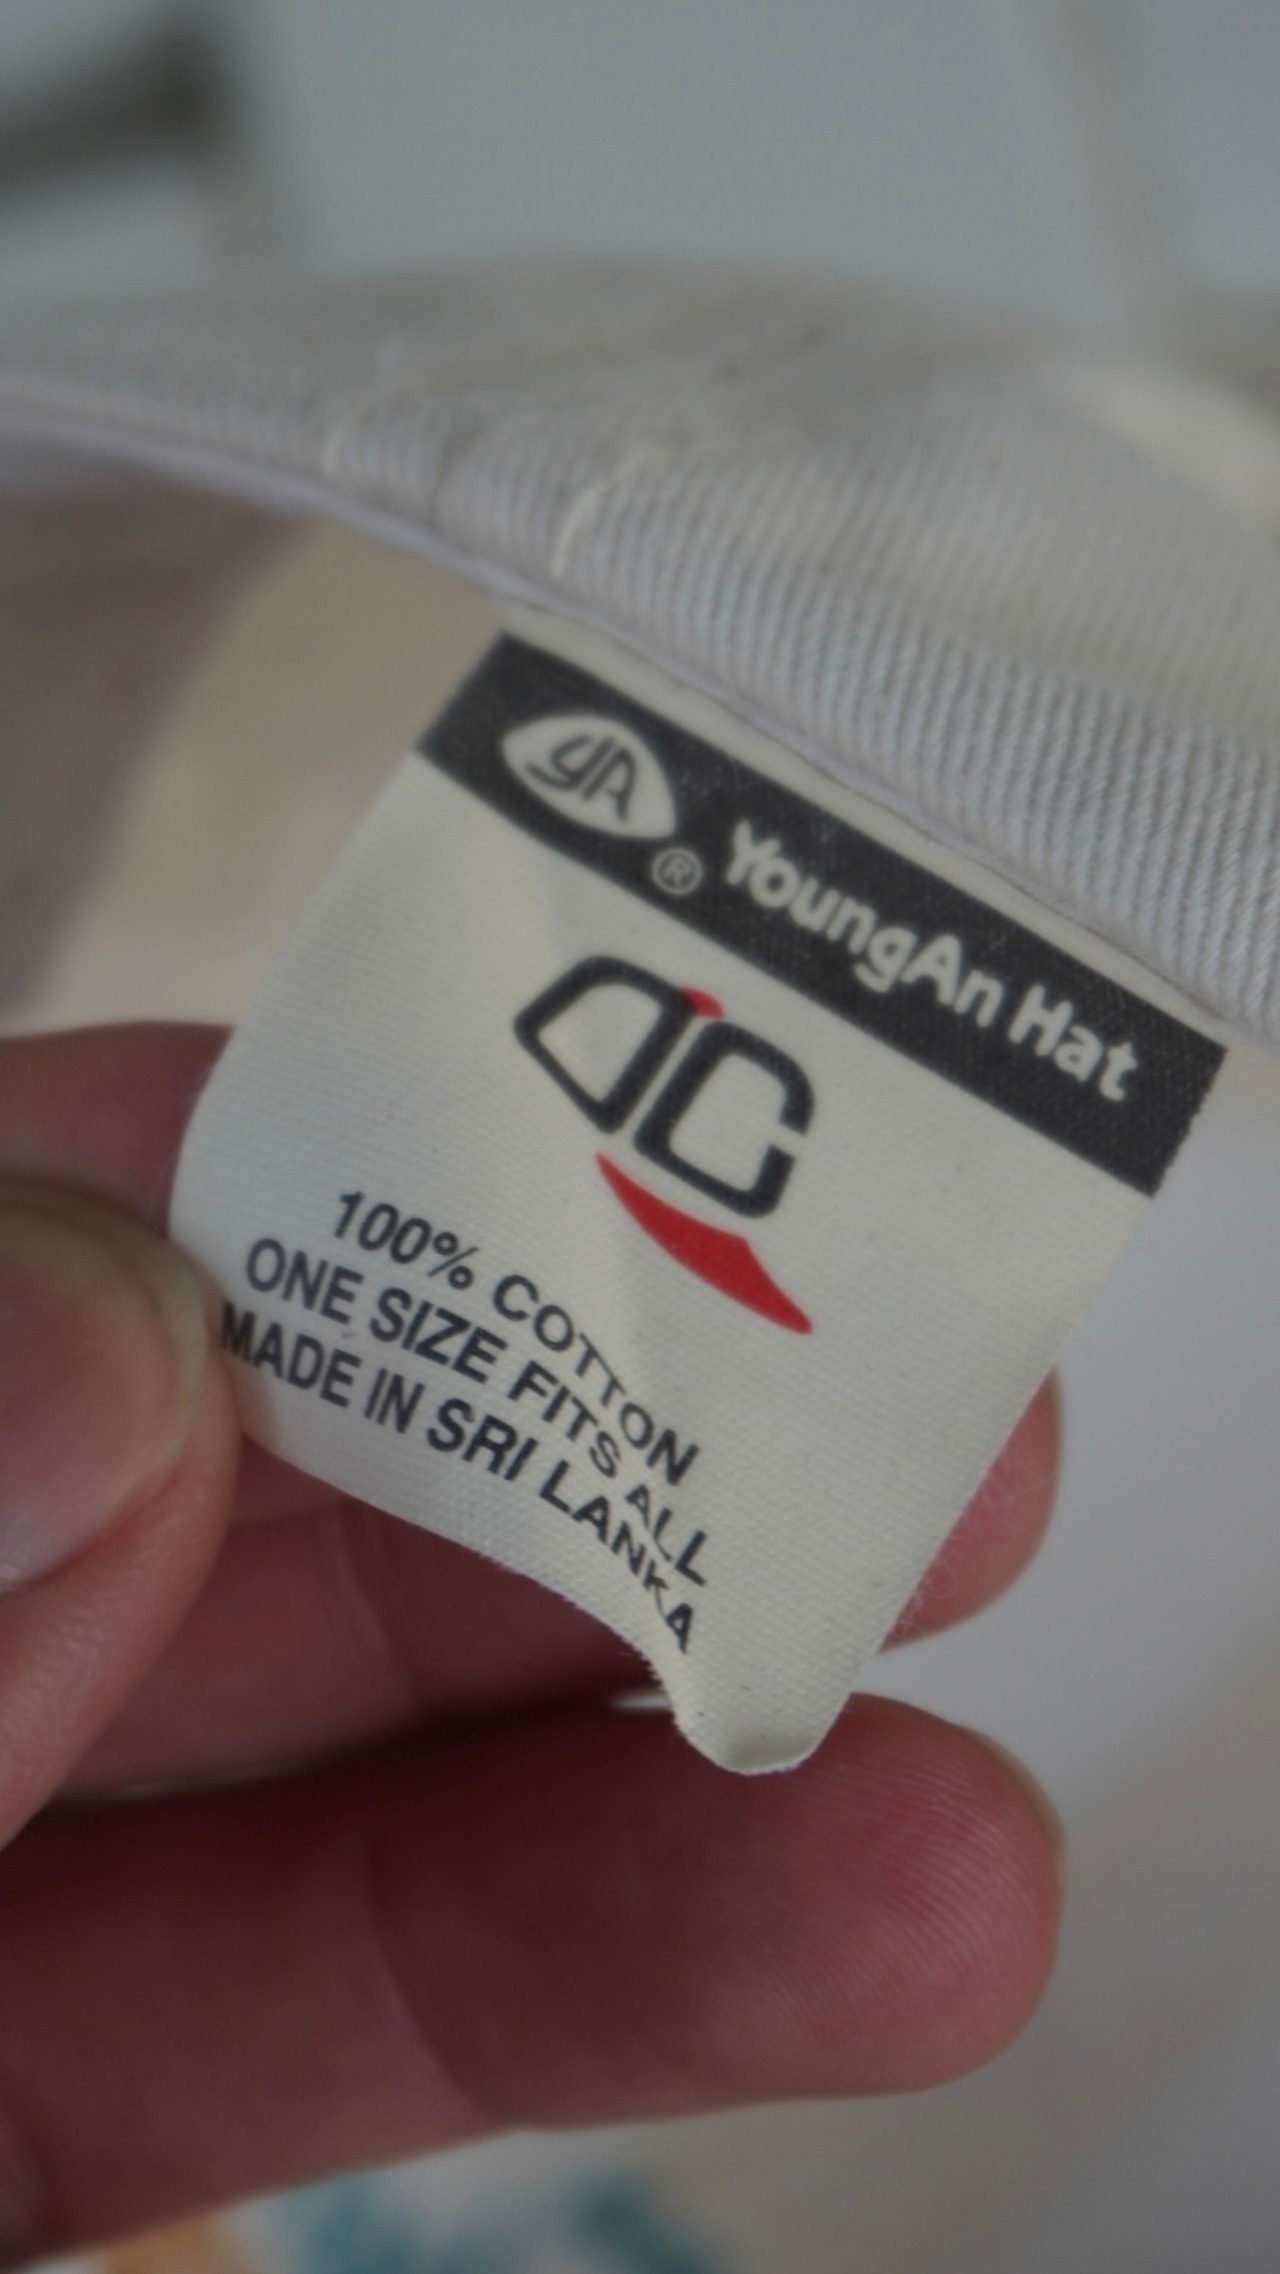 YA ® YoungAn Hat
100% COTTON
ONE SIZE FITS ALL
MADE IN SRI LANKA